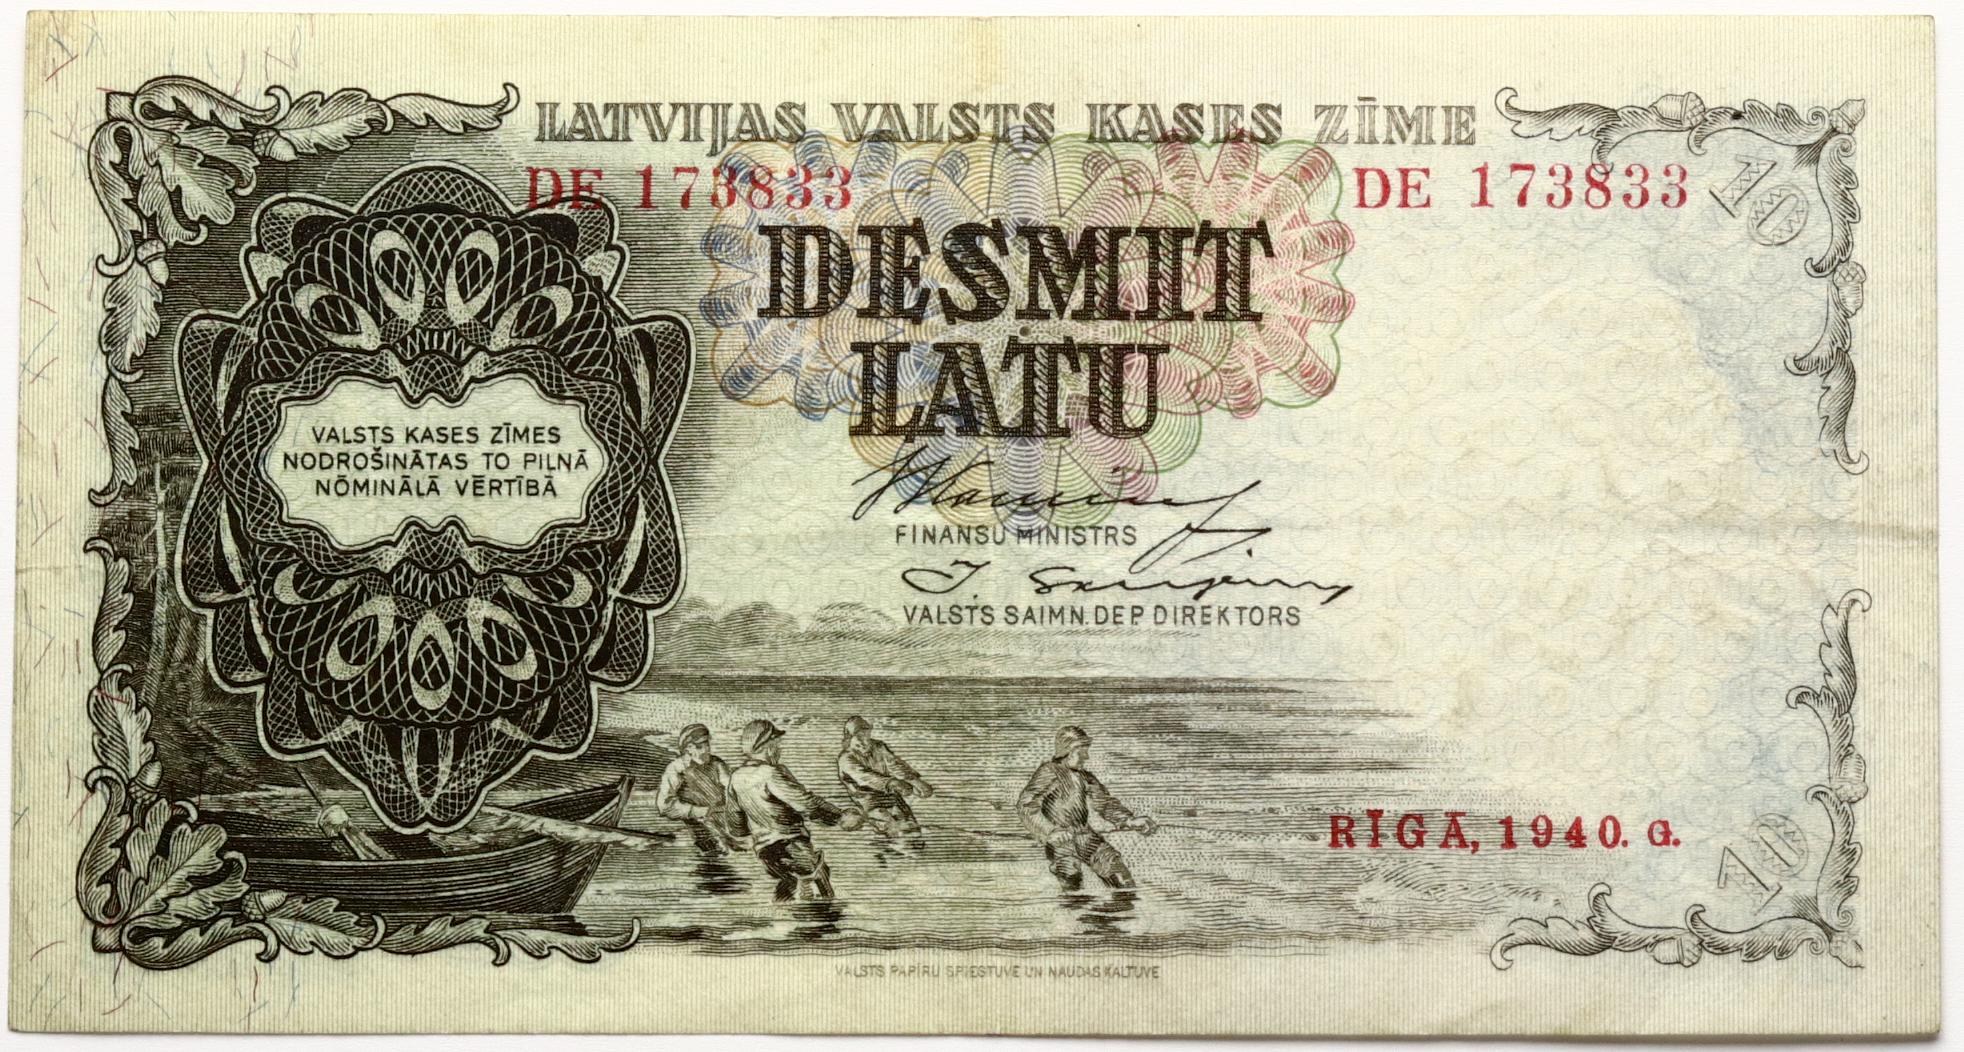 LATVIJAS VALSTS KASES ZĪME
DE 173833 DE 173833
10
DESMIT
LATU
VALSTS KASES ZĪMES
NODROŠINĀTAS TO PILNĀ
NŌMINĀLĀ VĒRTĪBĀ
FINANSU MINISTRS
VALSTS SAIMN. DEP. DIREKTORS
RĪGĀ, 1940. G.
10
VALSTS PAPĪRU SPIESTUVE UN NAUDAS KALTUVE